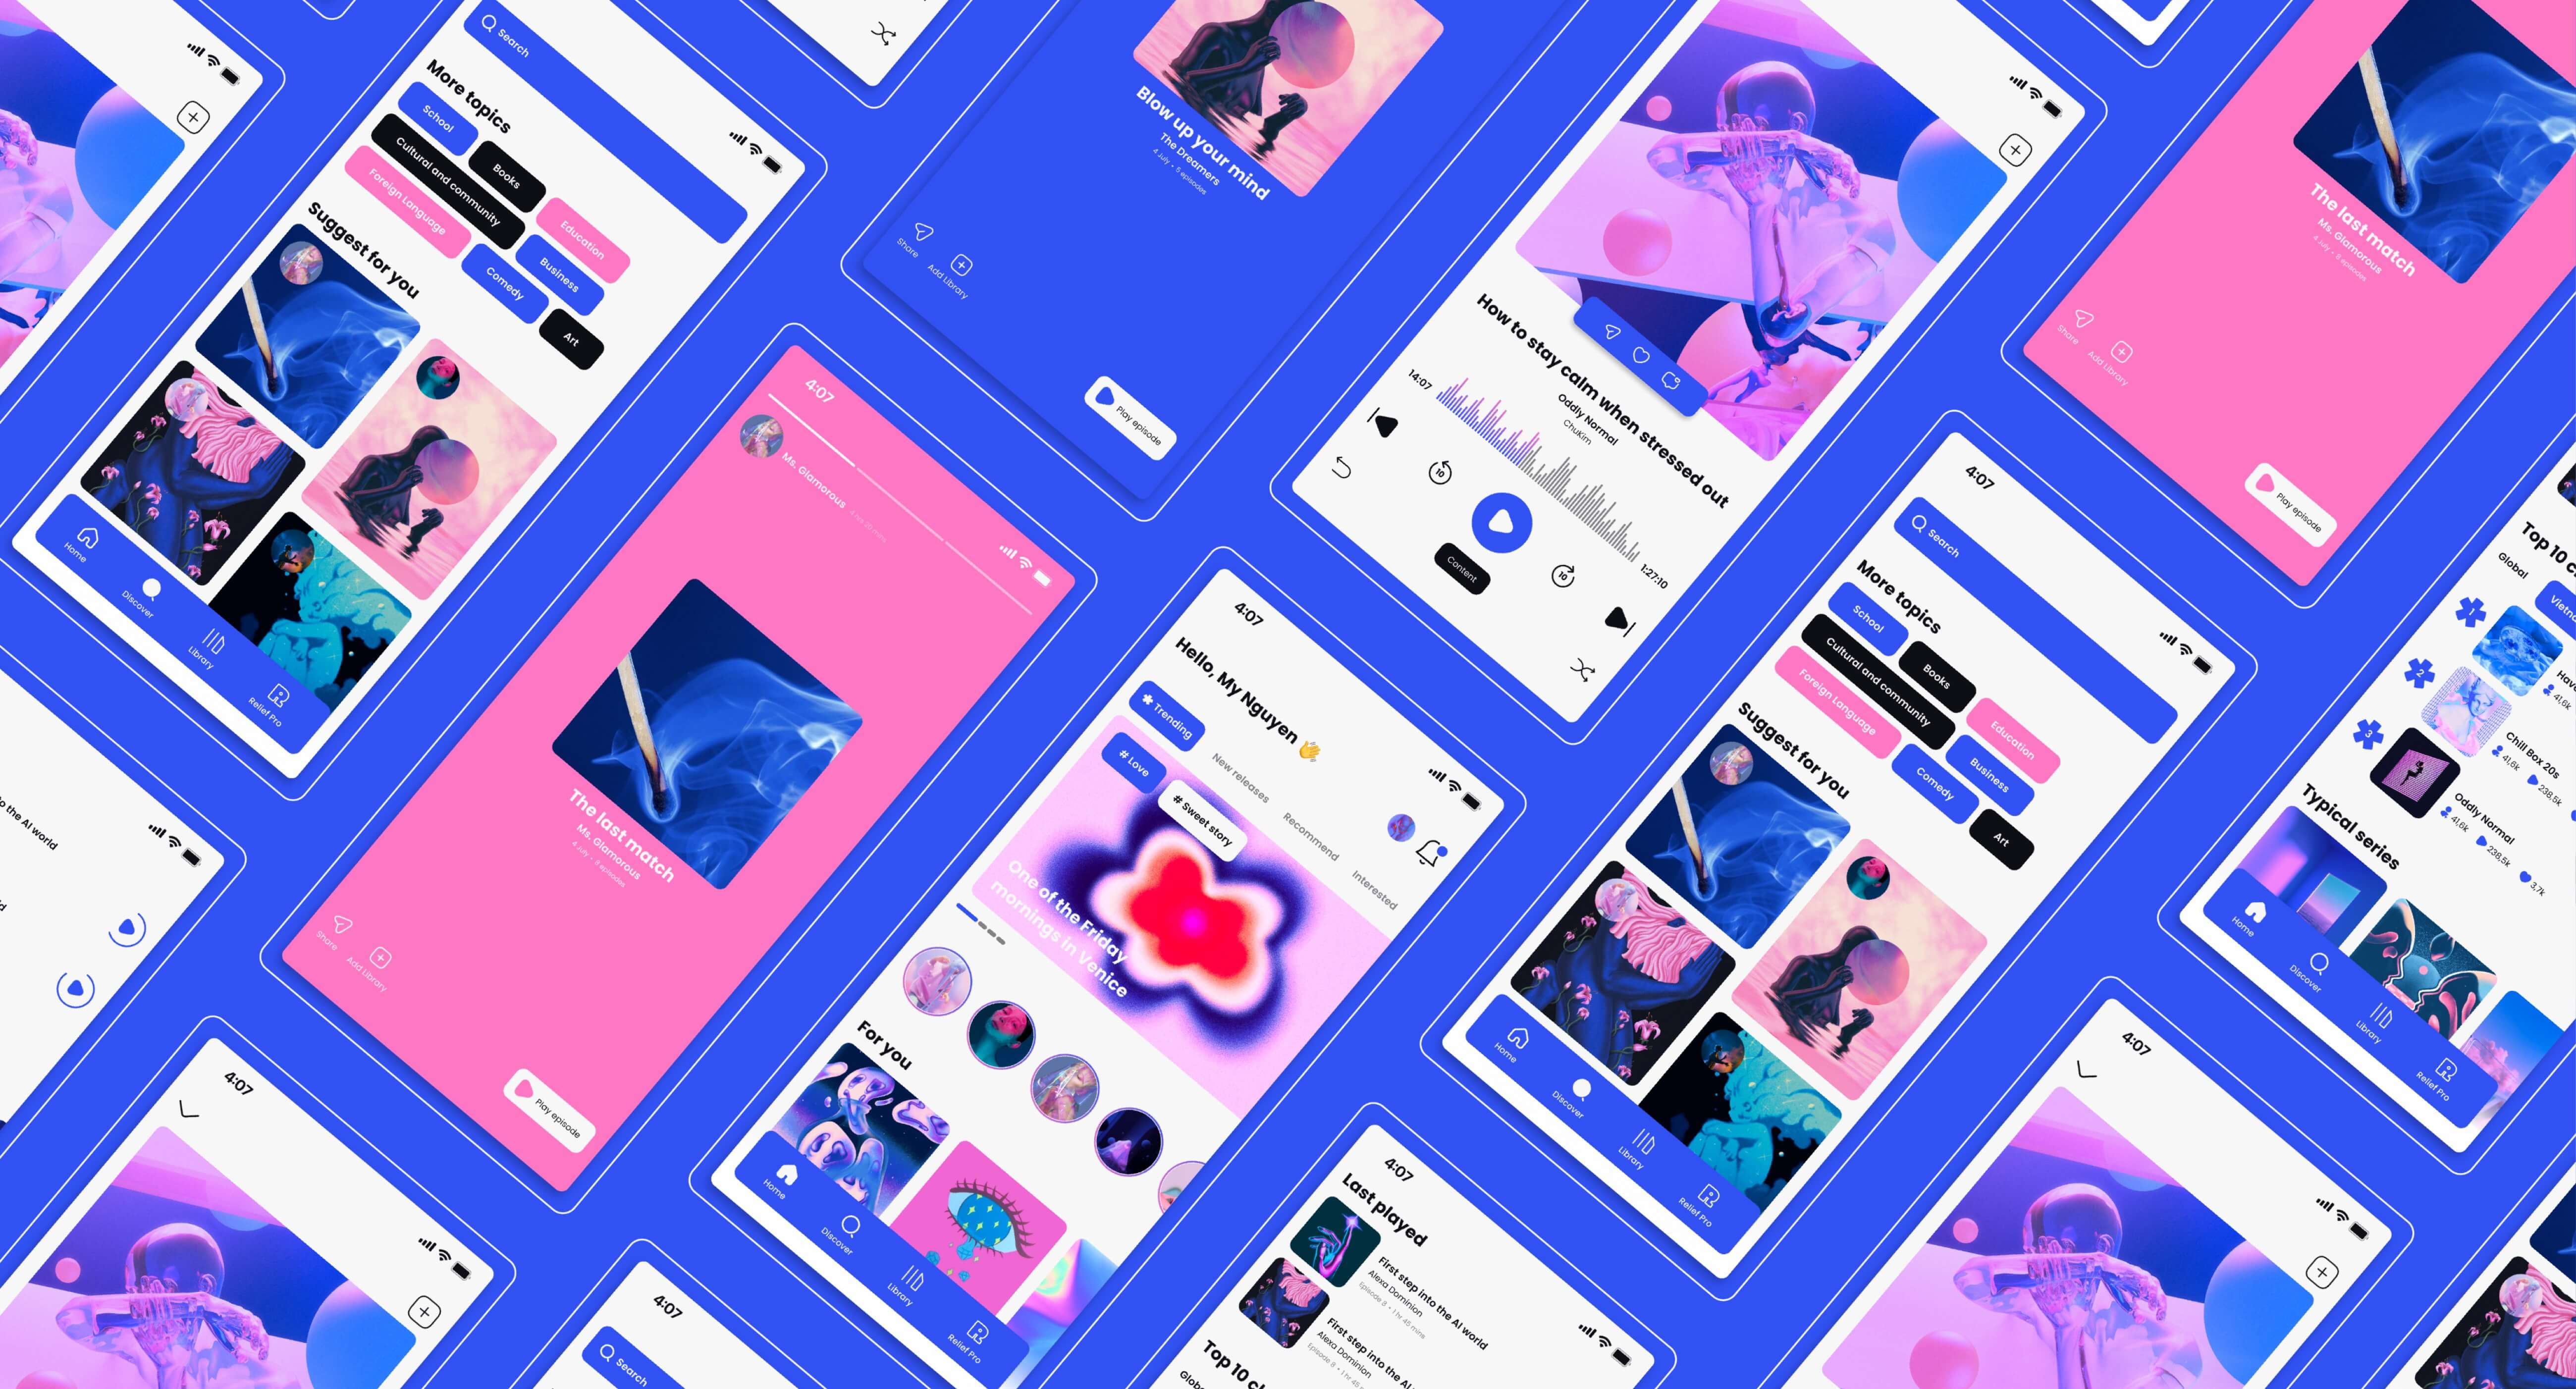 Search
More topics
School
Books
Education
Cultural and community
Foreign Language
Business
Comedy
Art
Suggest for you
Home
Discover
Library
Relief Pro
Blow up your mind
The Dreamers
4 July • 5 episodes
Share
Add Library
Play episode
How to stay calm when stressed out
Oddly Normal
Chukim
14:07
1:27:10
10
10
Content
The last match
Ms. Glamorous
4 July • 8 episodes
Share
Add Library
Play episode
4:07
Ms. Glamorous
The last match
Ms. Glamorous
4 July • 8 episodes
Share
Add Library
Play episode
4:07
Hello, My Nguyen 👋
Trending
New releases
Recommend
Interested
# Love
# Sweet story
One of the Friday
mornings in Venice
For you
Home
Discover
Library
Relief Pro
4:07
Search
More topics
School
Books
Education
Cultural and community
Foreign Language
Business
Comedy
Art
Suggest for you
Home
Discover
Library
Relief Pro
Top 10 c
Global
Vietn
1
Hav
41,6k
2
Chill Box 20s
41,6k
238,5k
3
Oddly Normal
41,6k
238,5k
3,7k
Typical series
Home
Discover
Library
Relief Pro
o the AI world
d
4:07
4:07
Search
4:07
Last played
First step into the AI world
Alexa Dominion
Episode 8 • 1 hr 45 mins
First step into the AI
Alexa Dominion
Episode 8 • 1 hr 45
Top 10 c
Glob
4:07